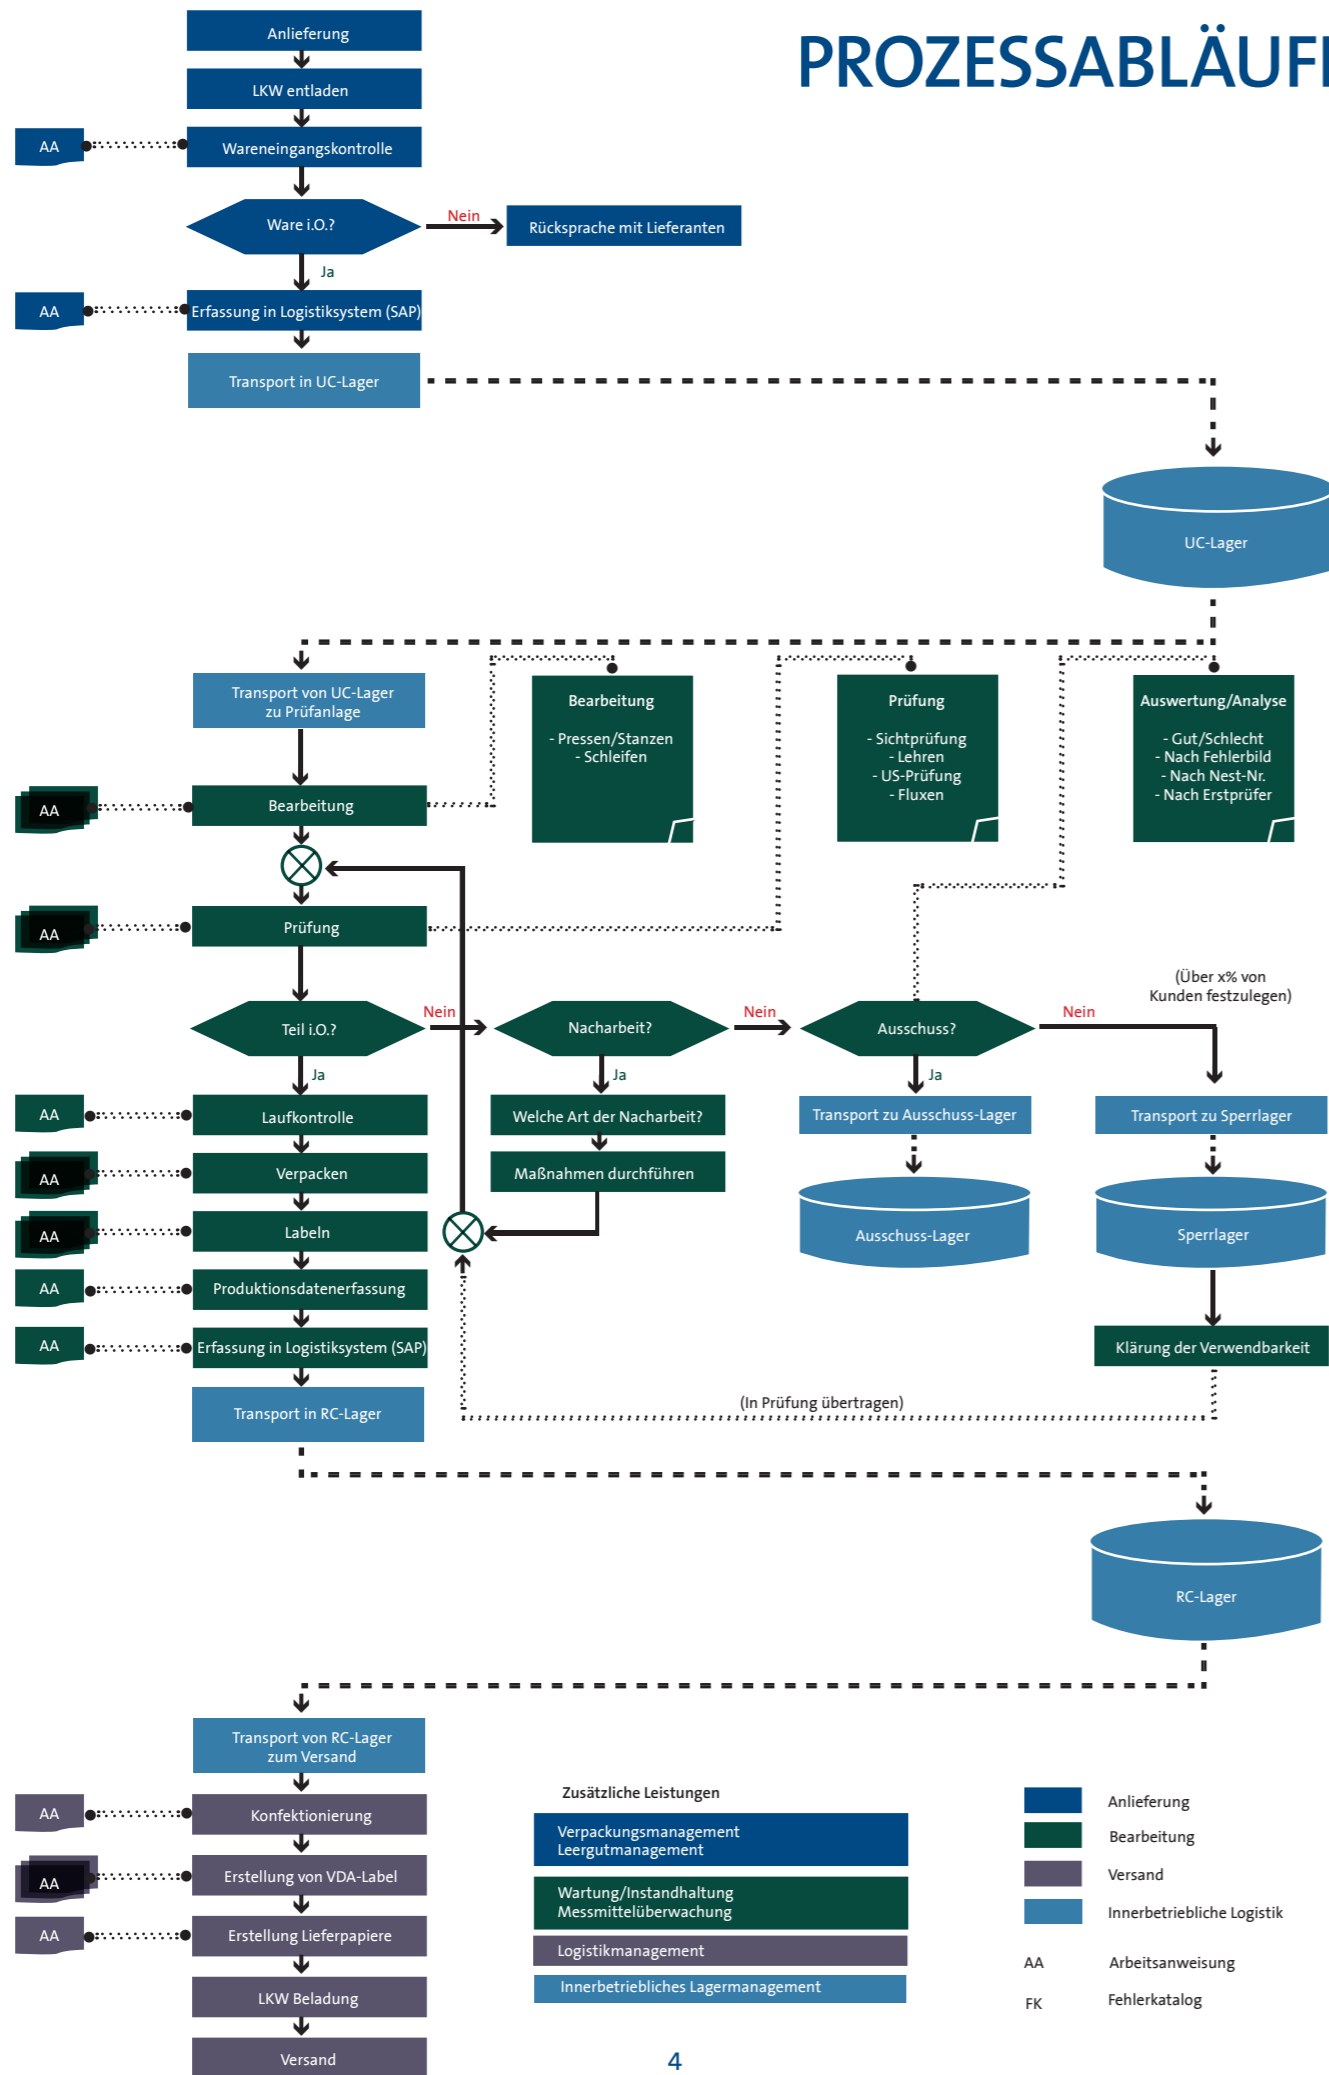 PROZESSABLÄUFE
Anlieferung
LKW entladen
AA
Wareneingangskontrolle
Ware i.O.?
Nein
Rücksprache mit Lieferanten
Ja
AA
Erfassung in Logistiksystem (SAP)
Transport in UC-Lager
UC-Lager
Transport von UC-Lager
zu Prüfanlage
Bearbeitung
- Pressen/Stanzen
- Schleifen
Prüfung
- Sichtprüfung
- Lehren
- US-Prüfung
- Fluxen
Auswertung/Analyse
- Gut/Schlecht
- Nach Fehlerbild
- Nach Nest-Nr.
- Nach Erstprüfer
AA
Bearbeitung
AA
Prüfung
(Über x% von
Kunden festzulegen)
Teil i.O.?
Nein
Nacharbeit?
Nein
Ausschuss?
Nein
Ja
Ja
Ja
AA
Laufkontrolle
Welche Art der Nacharbeit?
Transport zu Ausschuss-Lager
Transport zu Sperrlager
AA
Verpacken
Maßnahmen durchführen
AA
Labeln
Ausschuss-Lager
Sperrlager
AA
Produktionsdatenerfassung
AA
Erfassung in Logistiksystem (SAP)
Klärung der Verwendbarkeit
Transport in RC-Lager
(In Prüfung übertragen)
RC-Lager
Transport von RC-Lager
zum Versand
AA
Konfektionierung
AA
Erstellung von VDA-Label
AA
Erstellung Lieferpapiere
LKW Beladung
Versand
Zusätzliche Leistungen
Verpackungsmanagement
Leergutmanagement
Wartung/Instandhaltung
Messmittelüberwachung
Logistikmanagement
Innerbetriebliches Lagermanagement
Anlieferung
Bearbeitung
Versand
Innerbetriebliche Logistik
AA Arbeitsanweisung
FK Fehlerkatalog
4